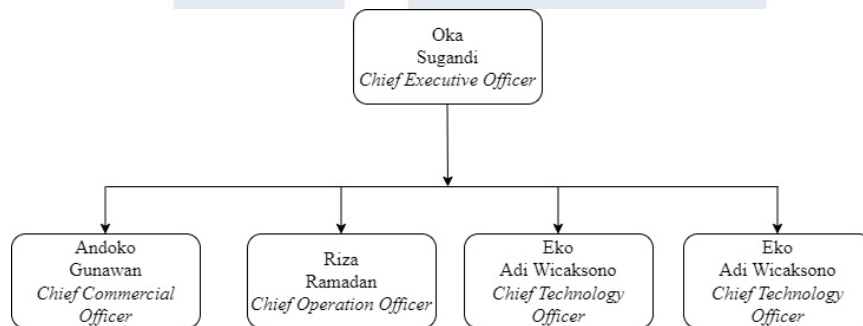 Oka
Sugandi
Chief Executive Officer
Andoko
Gunawan
Chief Commercial
Officer
Riza
Ramadan
Chief Operation Officer
Eko
Adi Wicaksono
Chief Technology
Officer
Eko
Adi Wicaksono
Chief Technology
Officer